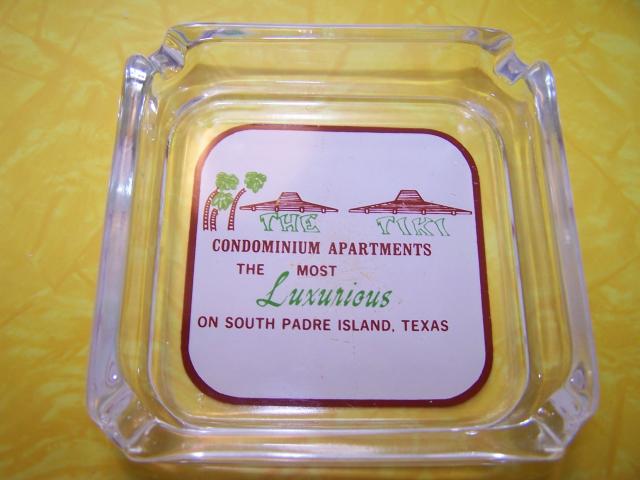 THE TIKI
CONDOMINIUM APARTMENTS
THE MOST
Luxurious
ON SOUTH PADRE ISLAND, TEXAS